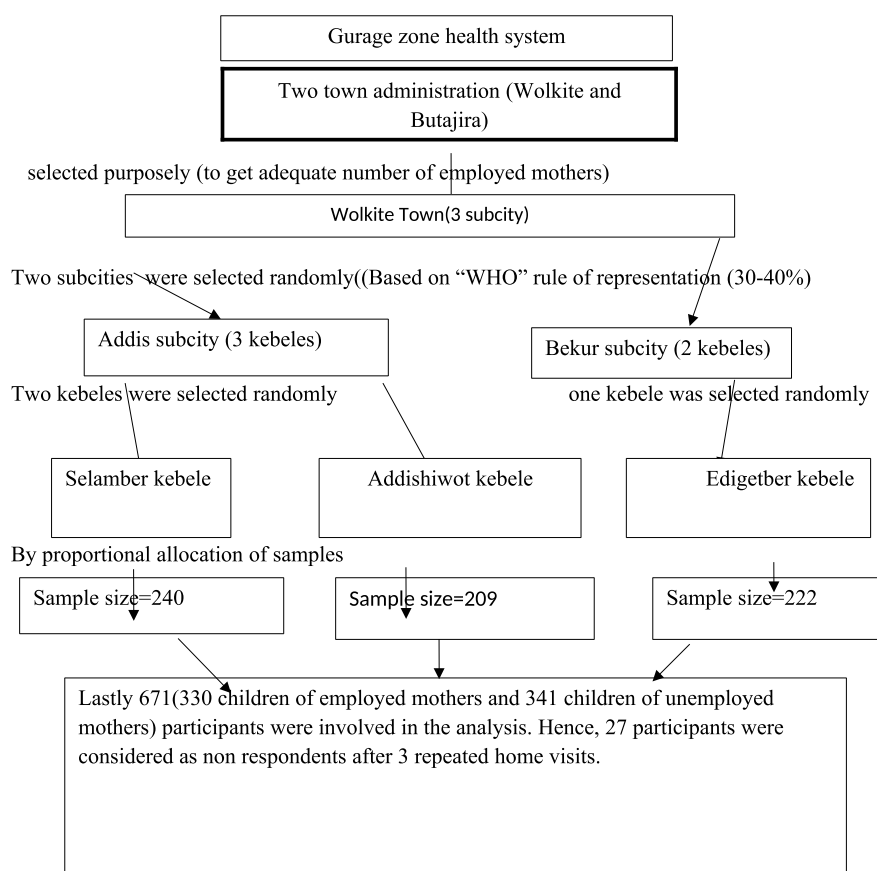 Gurage zone health system
Two town administration (Wolkite and
Butajira)
selected purposely (to get adequate number of employed mothers)
Wolkite Town(3 subcity)
Two subcities were selected randomly((Based on “WHO” rule of representation (30-40%)
Addis subcity (3 kebeles)
Bekur subcity (2 kebeles)
Two kebeles were selected randomly
one kebele was selected randomly
Selamber kebele
Addishiwot kebele
Edigetber kebele
By proportional allocation of samples
Sample size=240
Sample size=209
Sample size=222
Lastly 671(330 children of employed mothers and 341 children of unemployed
mothers) participants were involved in the analysis. Hence, 27 participants were
considered as non respondents after 3 repeated home visits.